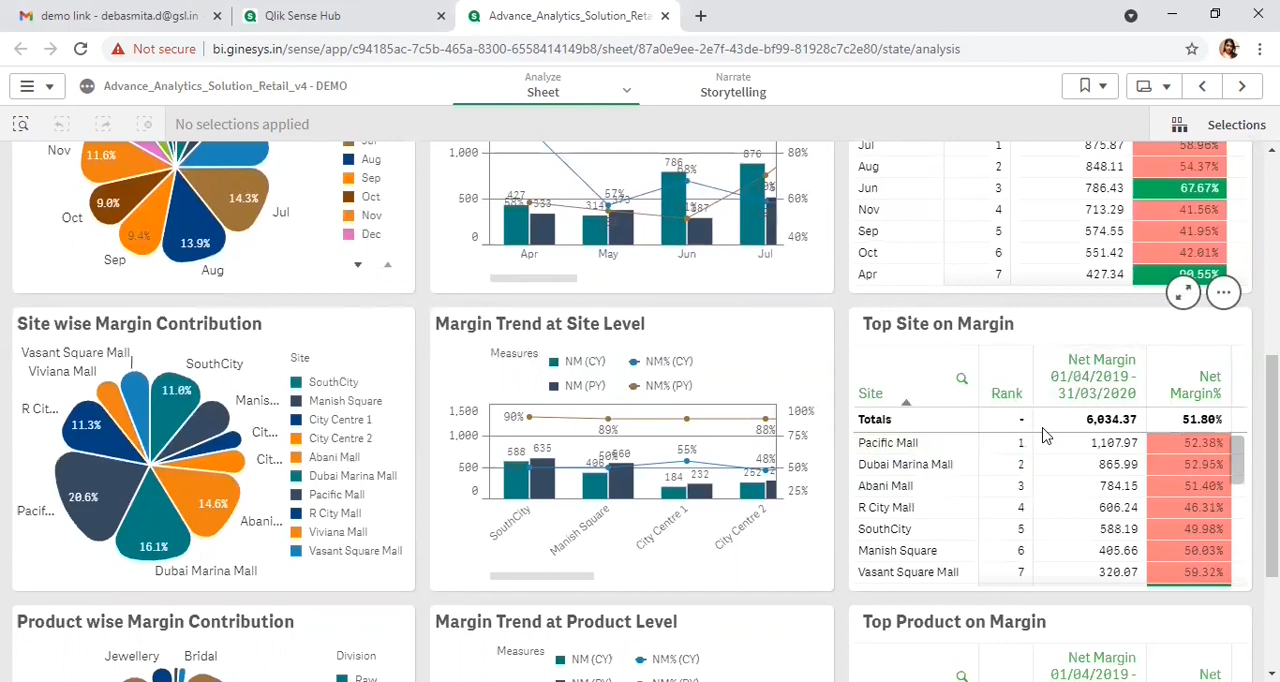 demo link - debasmita.d@gsl.in
Qlik Sense Hub
Advance_Analytics_Solution_Reta
Not secure
bi.ginesys.in/sense/app/c94185ac-7c5b-465a-8300-6358414149b8/sheet/87a0e9ee-2e7f-43de-bf99-81928c7c2e80/state/analysis
Advance_Analytics_Solution_Retail_v4 - DEMO
Analyze
Sheet
Narrate
Storytelling
No selections applied
Selections
Nov
11.6%
Oct
9.0%
Sep
9.4%
Aug
13.9%
Jul
14.3%
Jul
Aug
Sep
Oct
Nov
Dec
1,000
500
0
80%
60%
40%
427
333
314
57%
786
68%
387
876
Apr
May
Jun
Jul
Jul 1 875.87 58.96%
Aug 2 848.11 54.37%
Jun 3 786.43 67.67%
Nov 4 713.29 41.56%
Sep 5 574.55 41.95%
Oct 6 551.42 42.01%
Apr 7 427.34 90.55%
Site wise Margin Contribution
Vasant Square Mall
Viviana Mall
R Cit...
11.3%
Pacif...
20.6%
Dubai Marina Mall
16.1%
Abani...
14.6%
Cit...
Cit...
Manis...
SouthCity
11.0%
Site
SouthCity
Manish Square
City Centre 1
City Centre 2
Abani Mall
Dubai Marina Mall
Pacific Mall
R City Mall
Viviana Mall
Vasant Square Mall
Margin Trend at Site Level
Measures
NM (CY)
NM% (CY)
NM (PY)
NM% (PY)
1,500
1,000
500
0
100%
75%
50%
25%
90%
89%
88%
588
635
406
50%
660
184
55%
232
252
48%
SouthCity
Manish Square
City Centre 1
City Centre 2
Top Site on Margin
Site Rank Net Margin 01/04/2019 - 31/03/2020 Net Margin%
Totals - 6,034.37 51.80%
Pacific Mall 1 1,107.97 52.38%
Dubai Marina Mall 2 865.99 52.95%
Abani Mall 3 784.15 51.40%
R City Mall 4 606.24 46.31%
SouthCity 5 588.19 49.98%
Manish Square 6 405.66 50.03%
Vasant Square Mall 7 320.07 59.32%
Product wise Margin Contribution
Jewellery
Bridal
Division
Raw
Margin Trend at Product Level
Measures
NM (CY)
NM% (CY)
Top Product on Margin
Net Margin
01/04/2019 -
Net